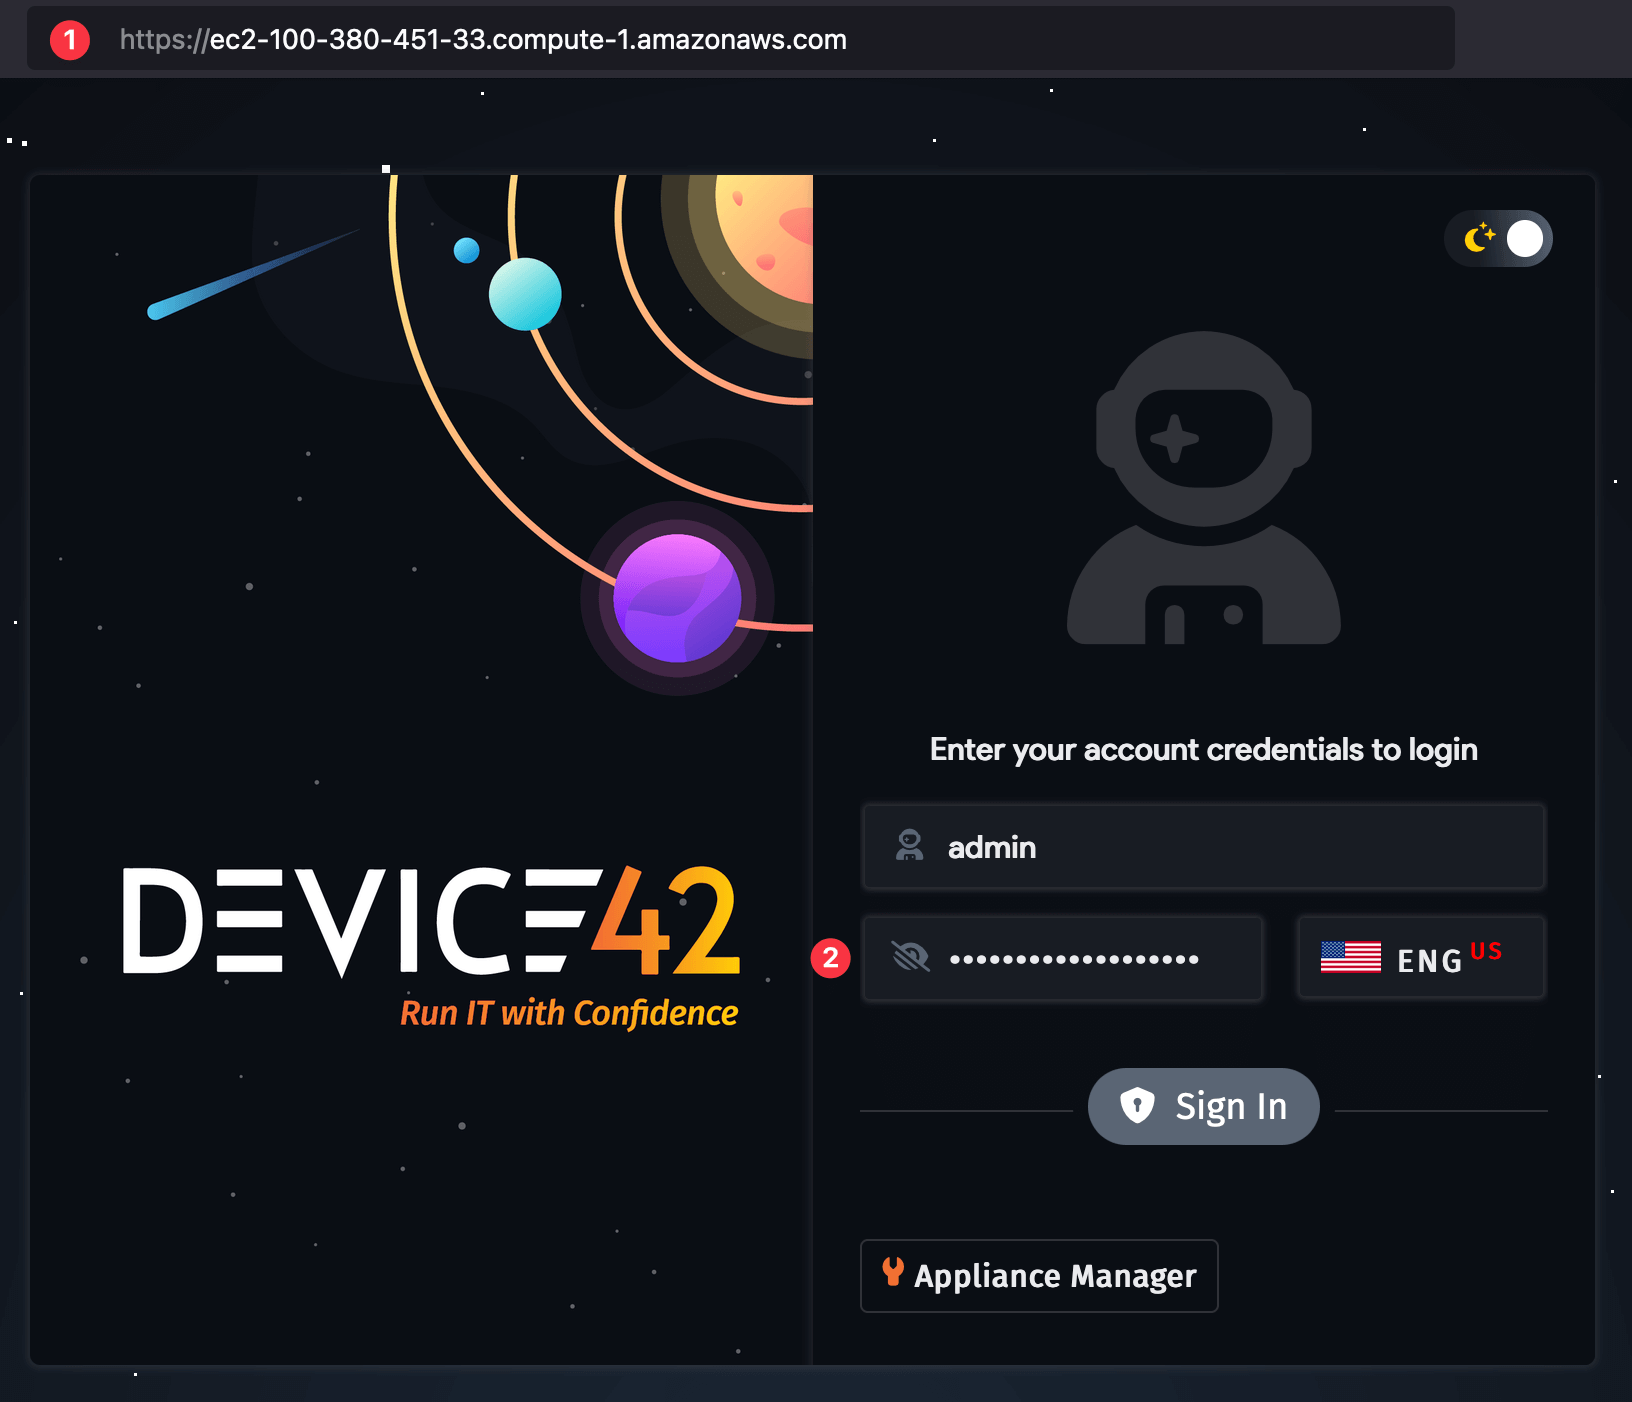 1 https://ec2-100-380-451-33.compute-1.amazonaws.com
DEVICE42
Run IT with Confidence
Enter your account credentials to login
admin
2 ••••••••••••••••••• ENG US
Sign In
Appliance Manager